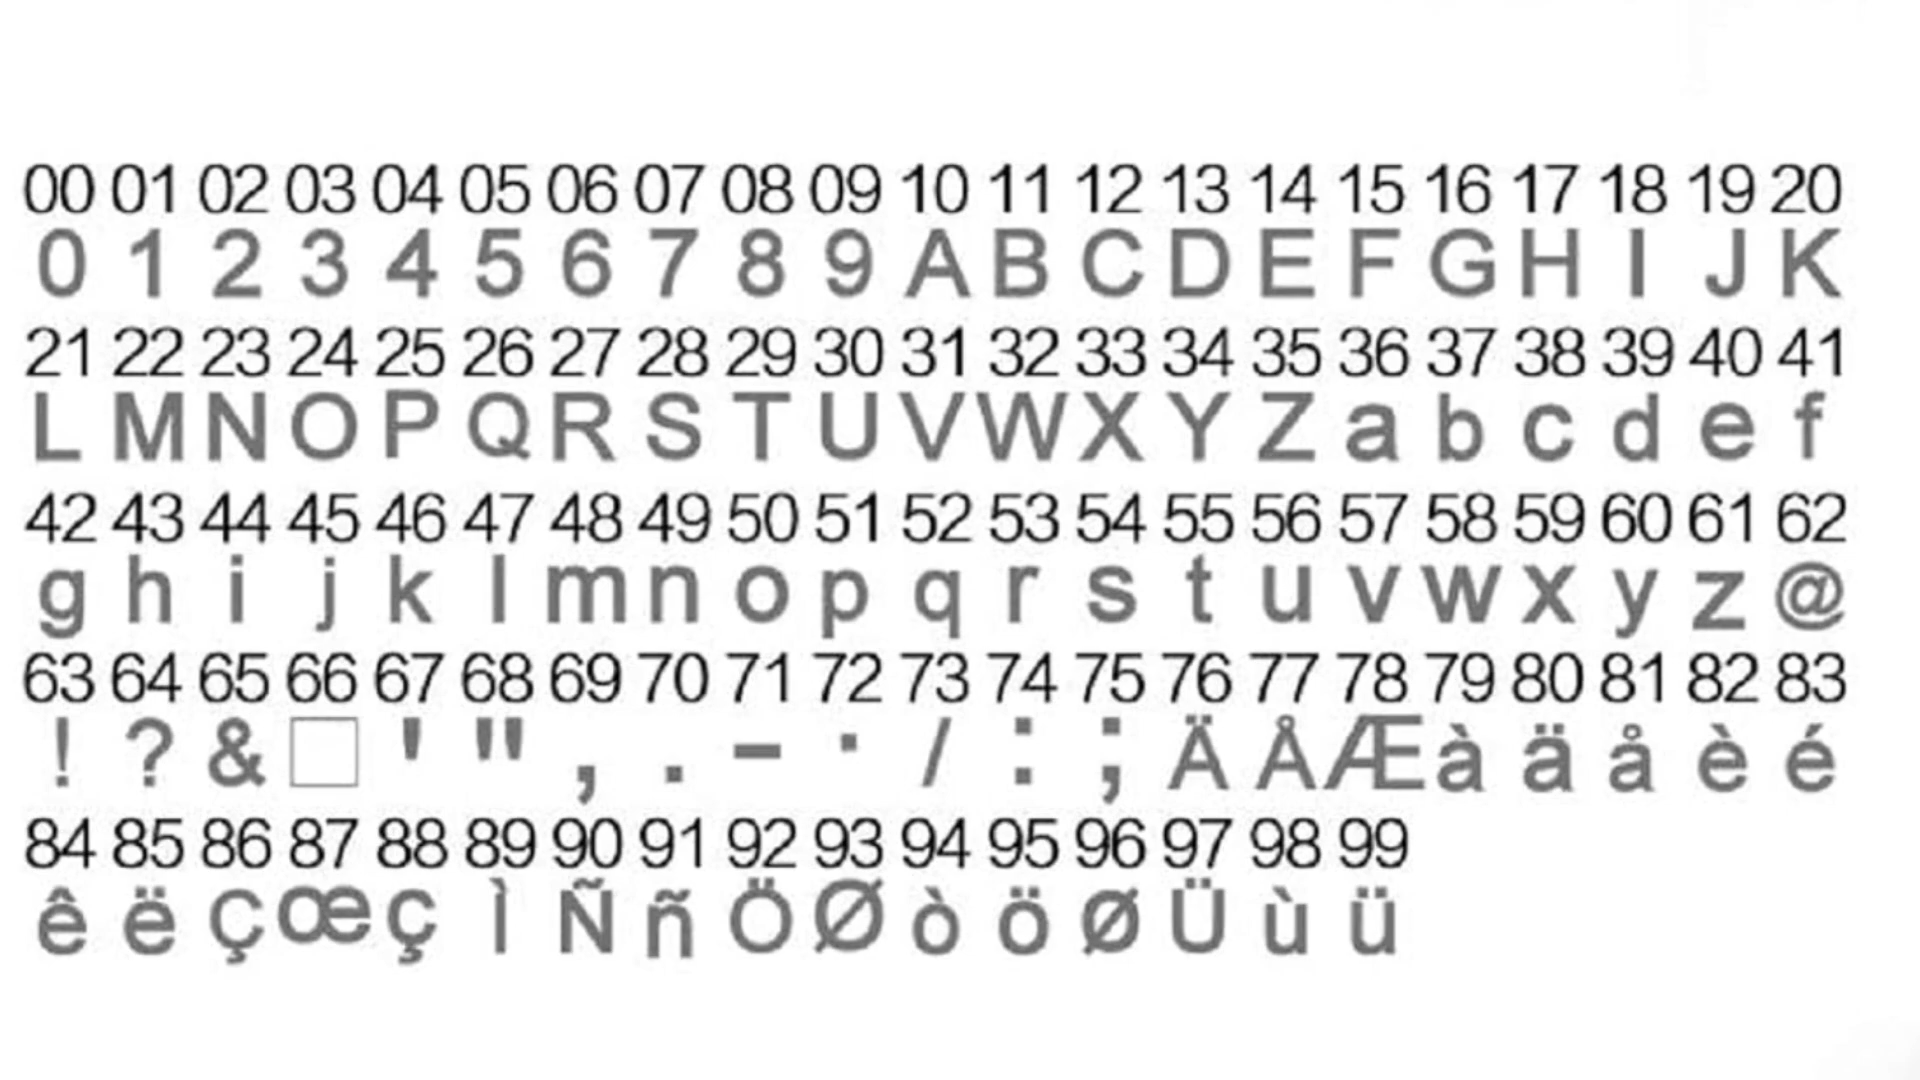 00 01 02 03 04 05 06 07 08 09 10 11 12 13 14 15 16 17 18 19 20
0 1 2 3 4 5 6 7 8 9 A B C D E F G H I J K
21 22 23 24 25 26 27 28 29 30 31 32 33 34 35 36 37 38 39 40 41
L M N O P Q R S T U V W X Y Z a b c d e f
42 43 44 45 46 47 48 49 50 51 52 53 54 55 56 57 58 59 60 61 62
g h i j k l m n o p q r s t u v w x y z @
63 64 65 66 67 68 69 70 71 72 73 74 75 76 77 78 79 80 81 82 83
! ? & □ ' " , . - · / : ; Ä Å Æ à ä å è é
84 85 86 87 88 89 90 91 92 93 94 95 96 97 98 99
ê ë Ç œ ç ì Ñ ñ Ö Ø ò ö ø Ü ù ü